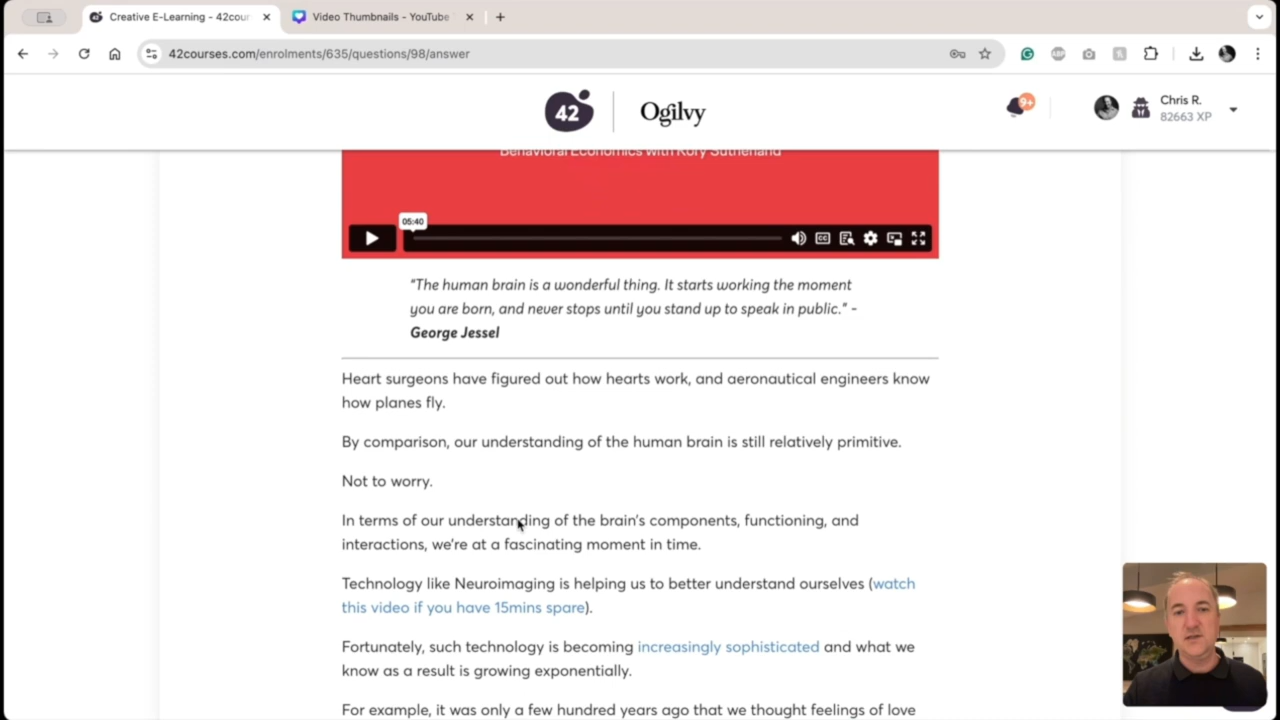 Creative E-Learning - 42cour
Video Thumbnails - YouTube
42courses.com/enrolments/635/questions/98/answer
42
Ogilvy
9+
Chris R.
82663 XP
Behavioral Economics with Rory Sutherland
05:40
CC
"The human brain is a wonderful thing. It starts working the moment
you are born, and never stops until you stand up to speak in public." -
George Jessel
Heart surgeons have figured out how hearts work, and aeronautical engineers know
how planes fly.
By comparison, our understanding of the human brain is still relatively primitive.
Not to worry.
In terms of our understanding of the brain's components, functioning, and
interactions, we're at a fascinating moment in time.
Technology like Neuroimaging is helping us to better understand ourselves (watch
this video if you have 15mins spare).
Fortunately, such technology is becoming increasingly sophisticated and what we
know as a result is growing exponentially.
For example, it was only a few hundred years ago that we thought feelings of love